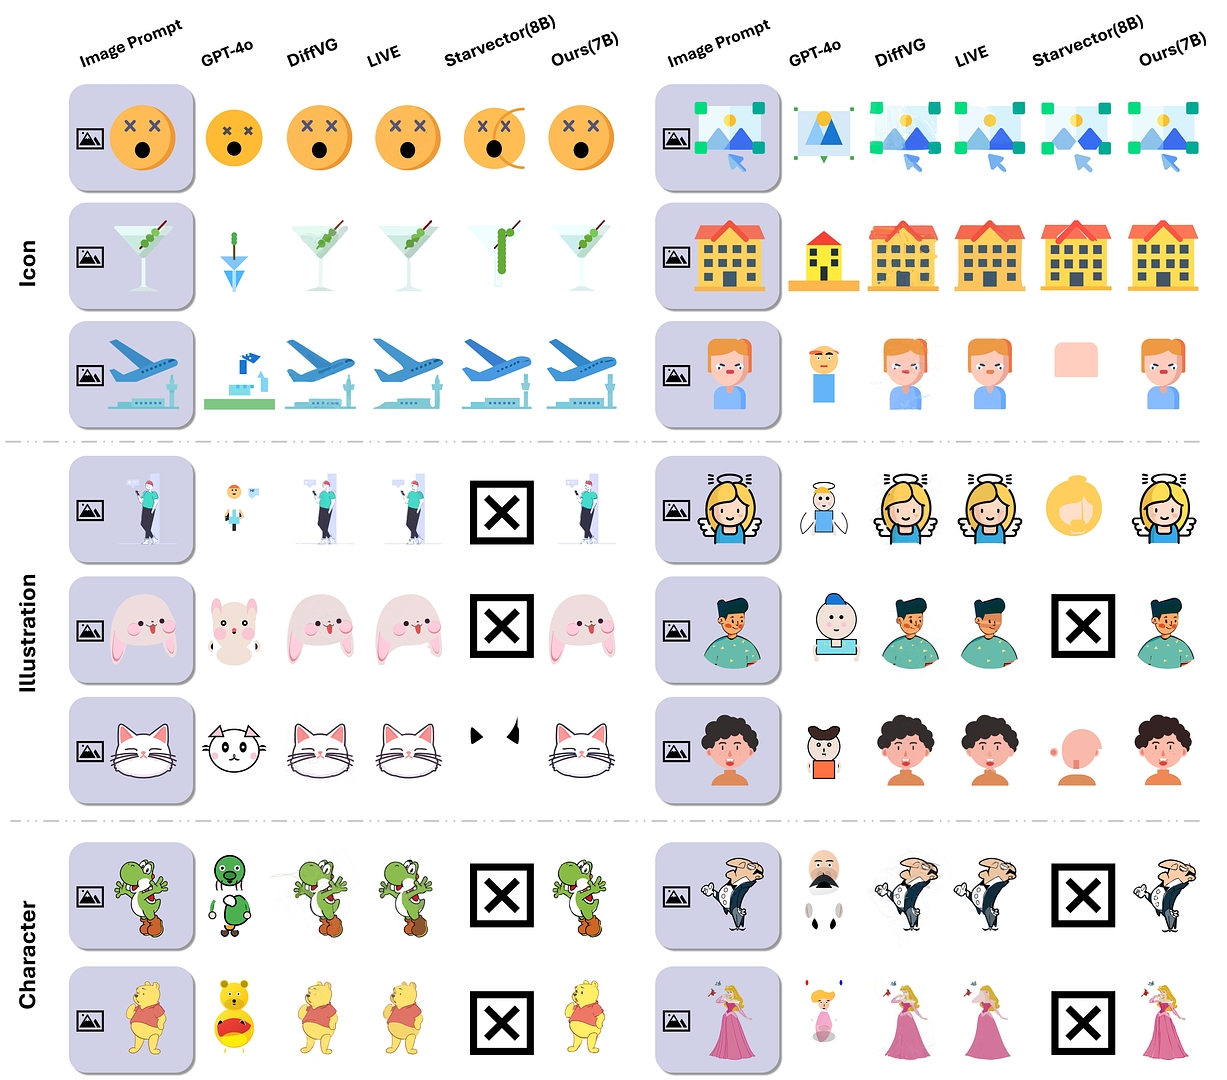 Image Prompt GPT-4o DiffVG LIVE Starvector(8B) Ours(7B) Image Prompt GPT-4o DiffVG LIVE Starvector(8B) Ours(7B)
Icon
Illustration
Character